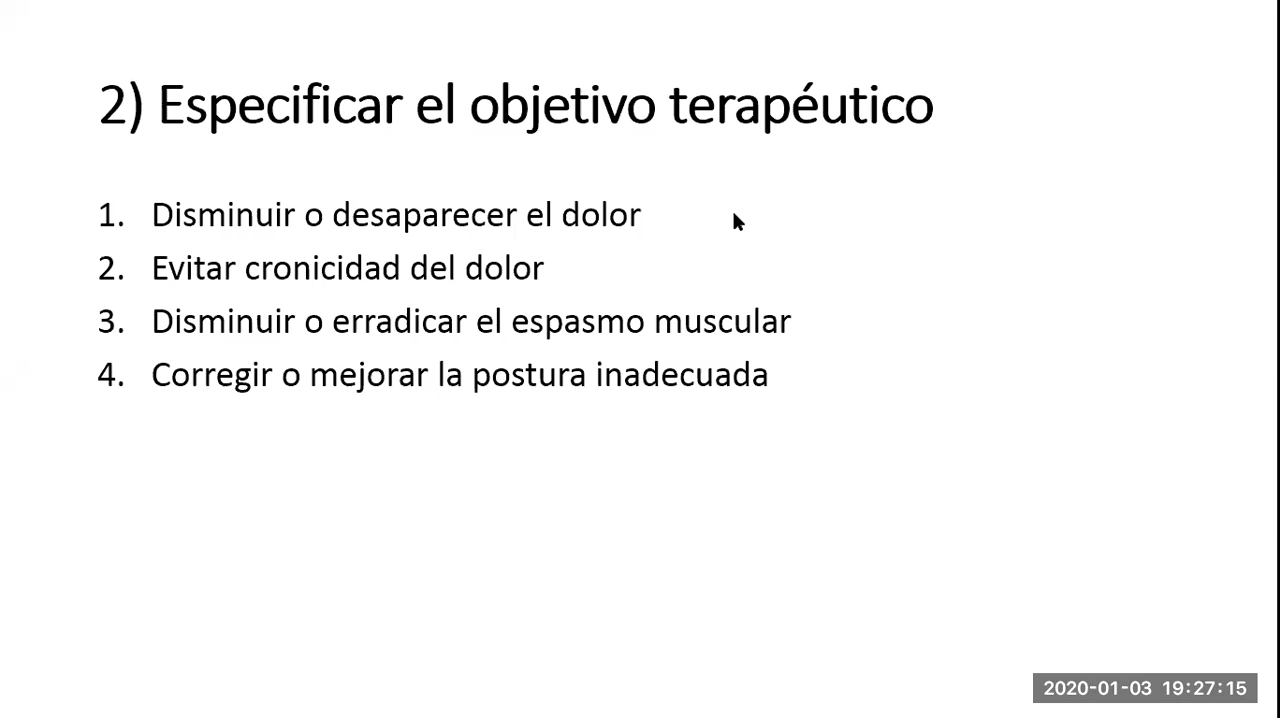 2) Especificar el objetivo terapéutico
1. Disminuir o desaparecer el dolor
2. Evitar cronicidad del dolor
3. Disminuir o erradicar el espasmo muscular
4. Corregir o mejorar la postura inadecuada
2020-01-03 19:27:15